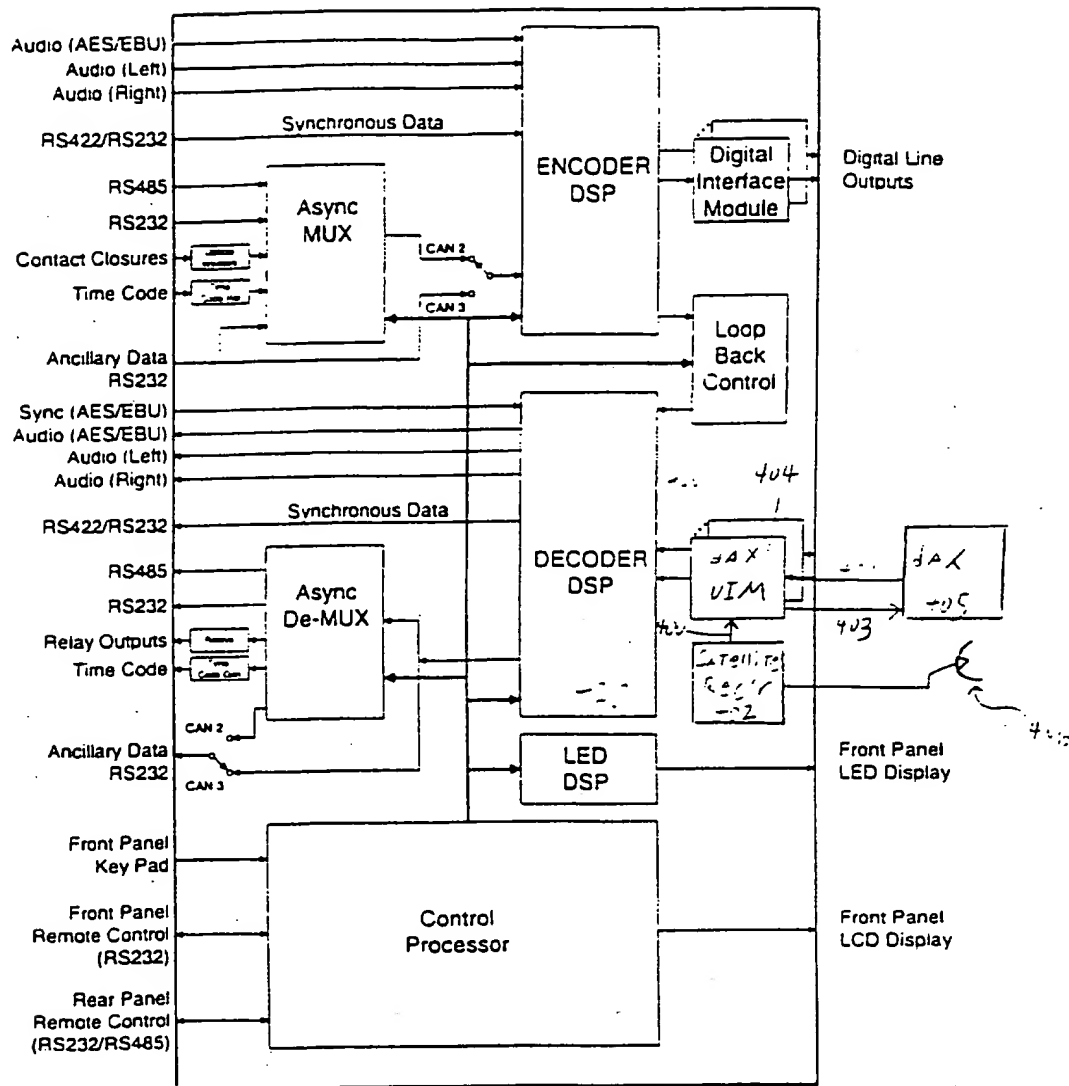 Audio (AES/EBU)
Audio (Left)
Audio (Right)
RS422/RS232
Synchronous Data
RS485
RS232
Contact Closures
Time Code
Ancillary Data
RS232
Async
MUX
CAN 2
CAN 3
ENCODER
DSP
Digital
Interface
Module
Digital Line
Outputs
Loop
Back
Control
Sync (AES/EBU)
Audio (AES/EBU)
Audio (Left)
Audio (Right)
RS422/RS232
Synchronous Data
RS485
RS232
Relay Outputs
Time Code
Async
De-MUX
CAN 2
Ancillary Data
RS232
CAN 3
DECODER
DSP
404
UIM
403
Satellite
LED
DSP
Front Panel
LED Display
Front Panel
Key Pad
Front Panel
Remote Control
(RS232)
Rear Panel
Remote Control
(RS232/RS485)
Control
Processor
Front Panel
LCD Display